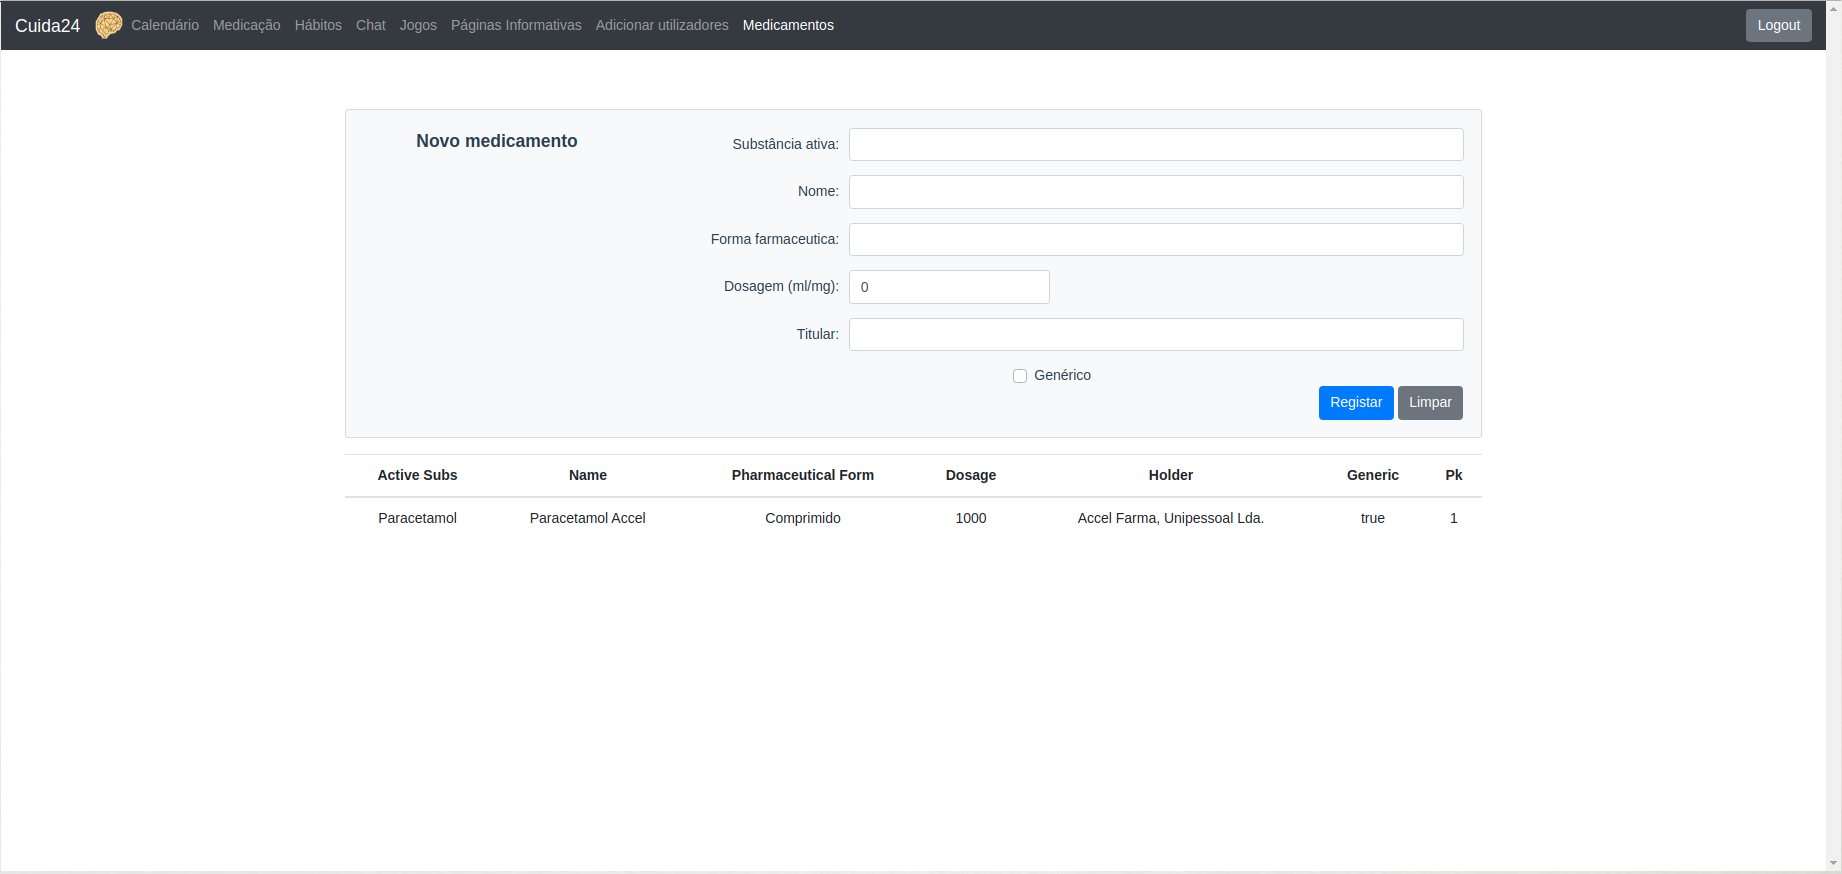 Cuida24 Calendário Medicação Hábitos Chat Jogos Páginas Informativas Adicionar utilizadores Medicamentos Logout
Novo medicamento
Substância ativa:
Nome:
Forma farmaceutica:
Dosagem (ml/mg): 0
Titular:
Genérico
Registar Limpar
Active Subs Name Pharmaceutical Form Dosage Holder Generic Pk
Paracetamol Paracetamol Accel Comprimido 1000 Accel Farma, Unipessoal Lda. true 1